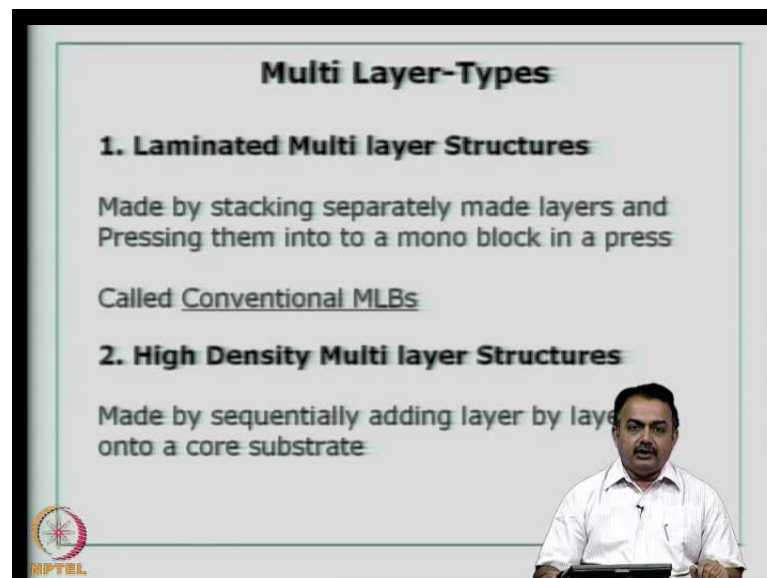 Multi Layer-Types
1. Laminated Multi layer Structures
Made by stacking separately made layers and
Pressing them into to a mono block in a press
Called Conventional MLBs
2. High Density Multi layer Structures
Made by sequentially adding layer by
onto a core substrate
NPTEL